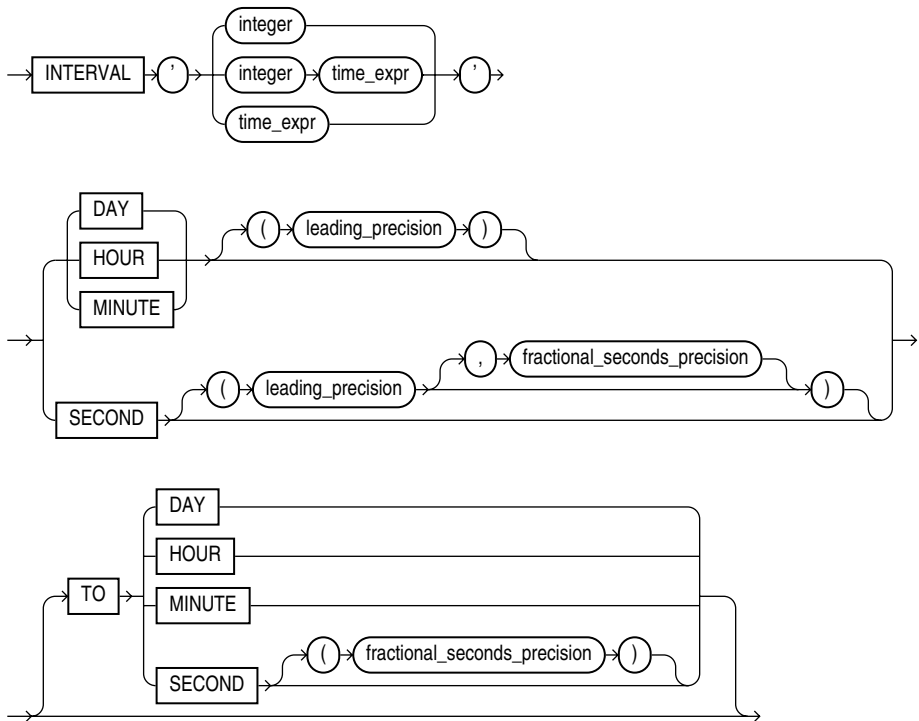 integer
INTERVAL ' integer time_expr '
time_expr
DAY
( leading_precision )
HOUR
MINUTE
, fractional_seconds_precision
( leading_precision )
SECOND
DAY
HOUR
TO
MINUTE
( fractional_seconds_precision )
SECOND